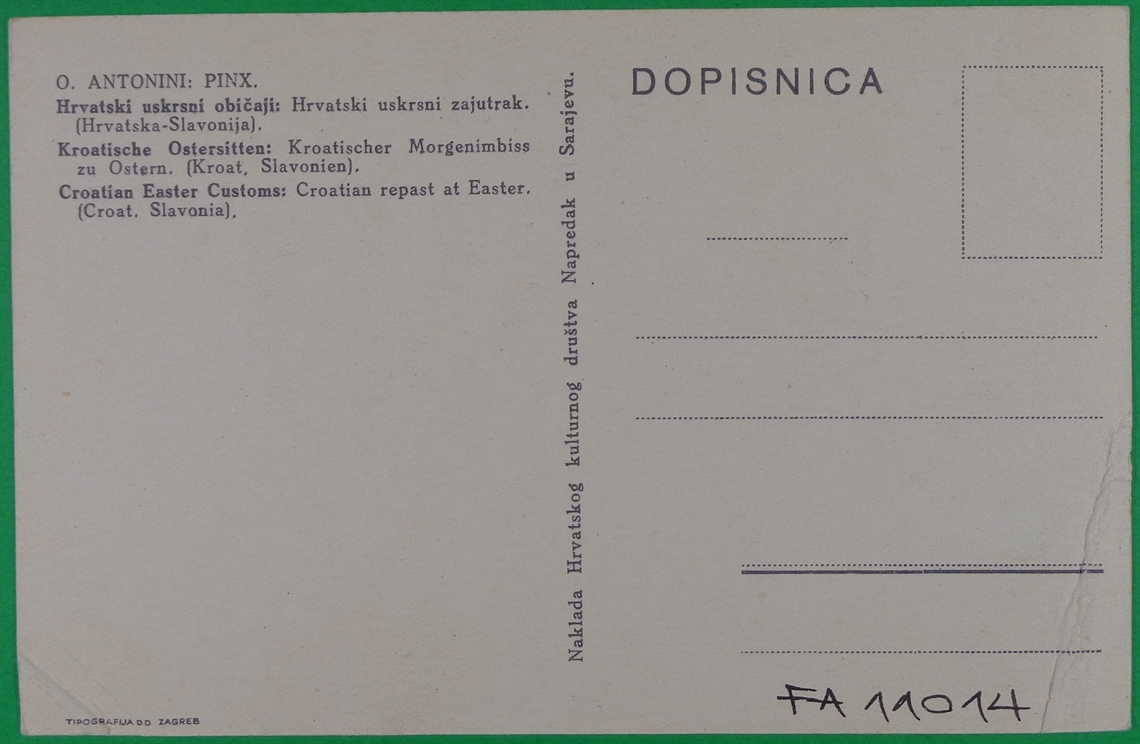 O. ANTONINI: PINX.
Hrvatski uskrsni običaji: Hrvatski uskrsni zajutrak.
(Hrvatska-Slavonija).
Kroatische Ostersitten: Kroatischer Morgenimbiss
zu Ostern. (Kroat, Slavonien).
Croatian Easter Customs: Croatian repast at Easter.
(Croat. Slavonia).
TIPOGRAFIJA D.D. ZAGREB
Naklada Hrvatskog kulturnog društva Napredak u Sarajevu.
DOPISNICA
FA 11014